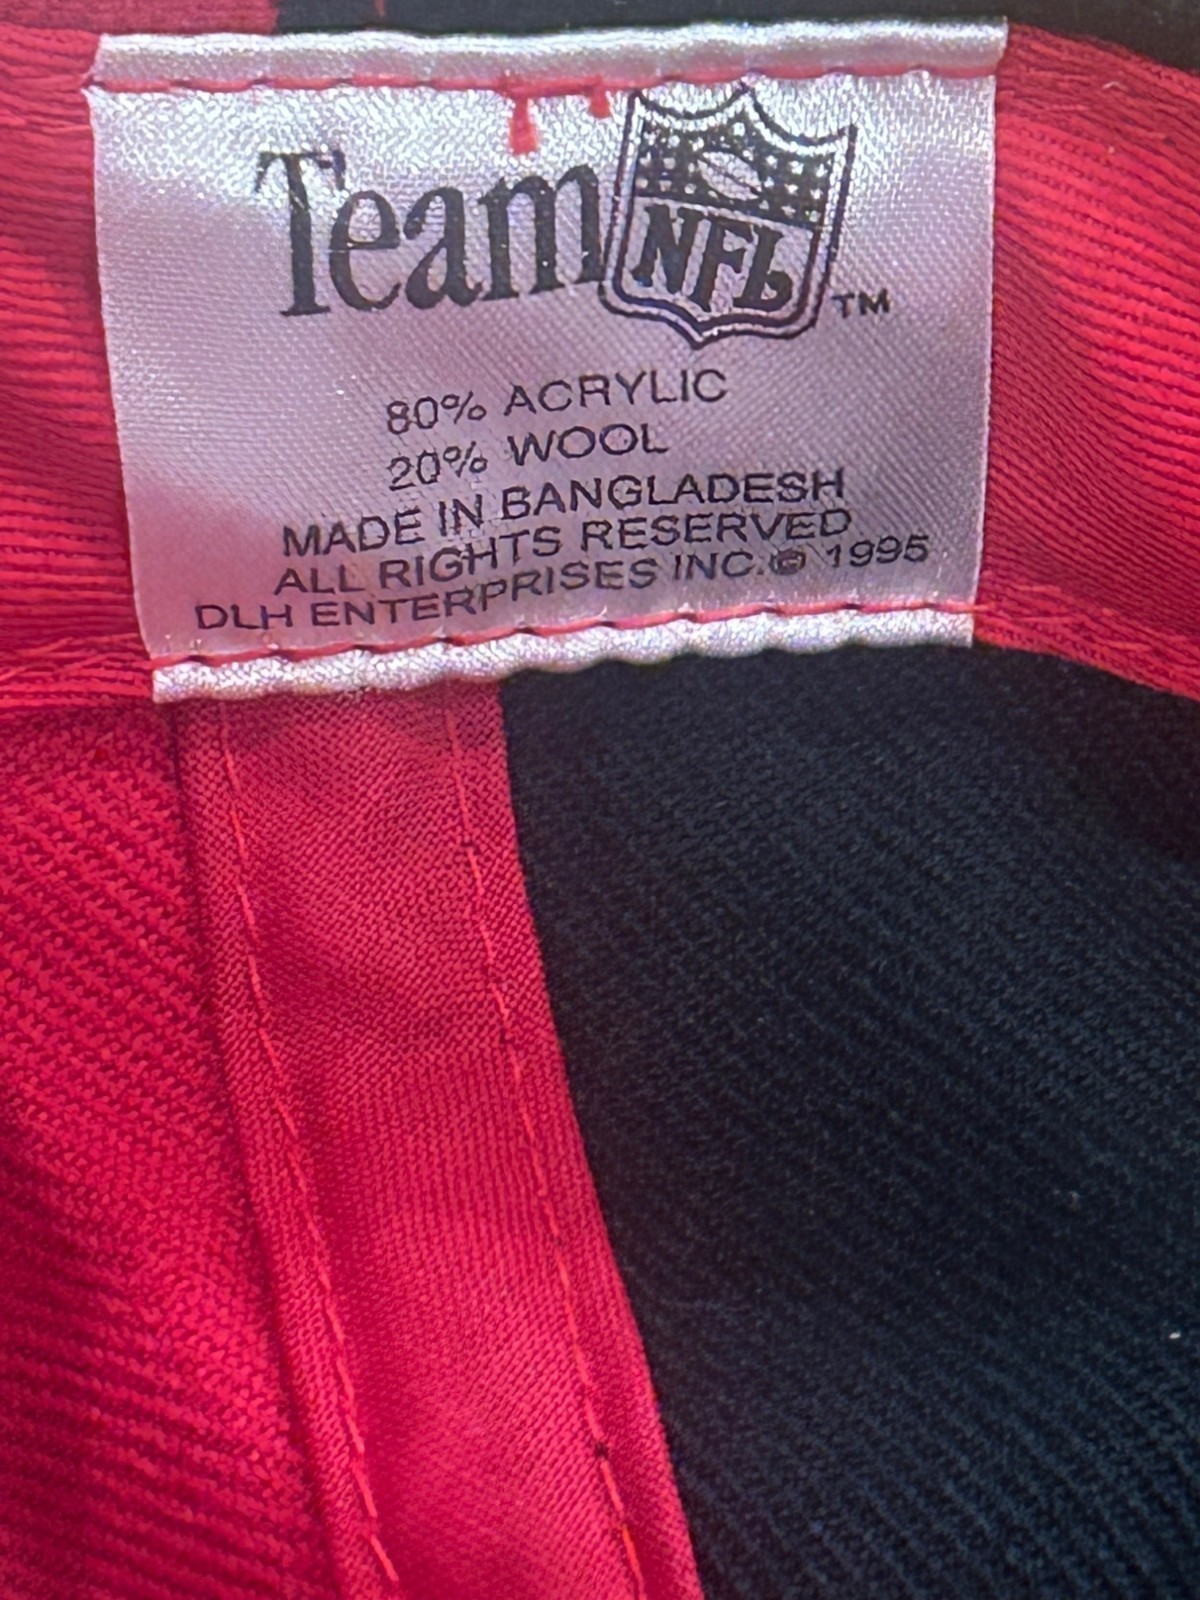 Team NFL TM
80% ACRYLIC
20% WOOL
MADE IN BANGLADESH
ALL RIGHTS RESERVED
DLH ENTERPRISES INC.© 1995